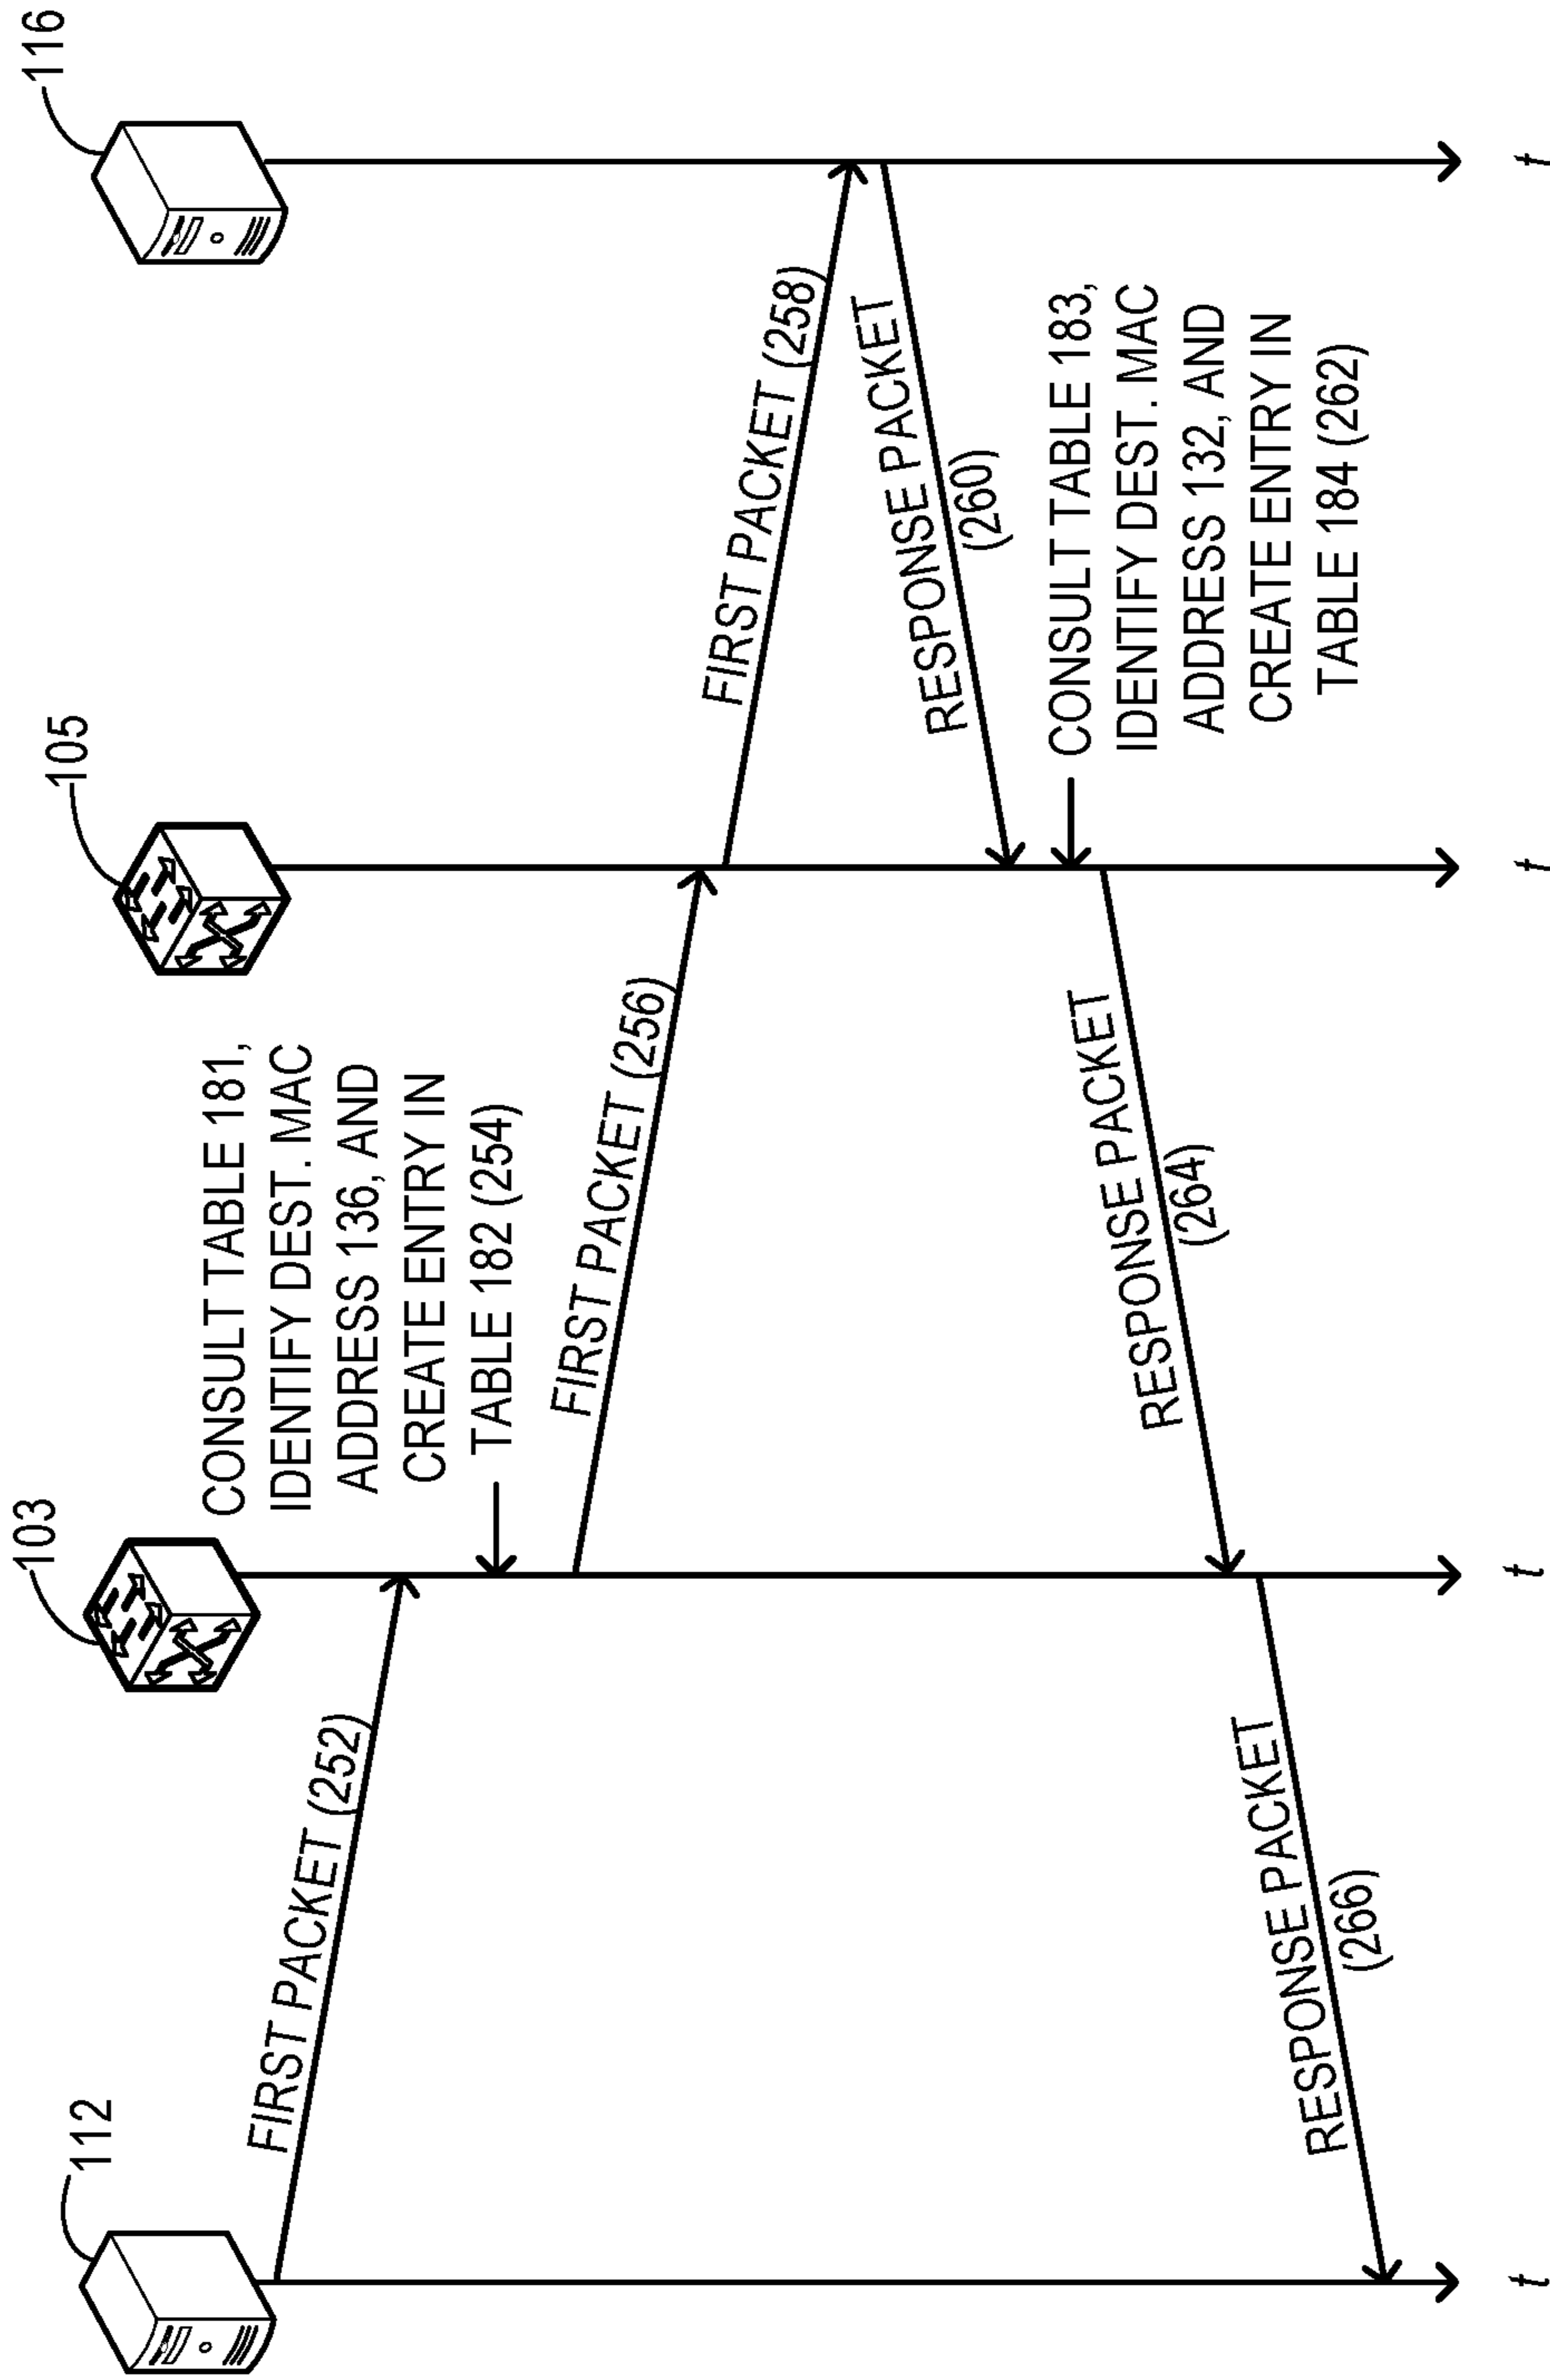 112
103
105
116
FIRST PACKET (252)
CONSULT TABLE 181,
IDENTIFY DEST. MAC
ADDRESS 136, AND
CREATE ENTRY IN
TABLE 182 (254)
FIRST PACKET (256)
FIRST PACKET (258)
RESPONSE PACKET
(260)
CONSULT TABLE 183,
IDENTIFY DEST. MAC
ADDRESS 132, AND
CREATE ENTRY IN
TABLE 184 (262)
RESPONSE PACKET
(264)
RESPONSE PACKET
(266)
t
t
t
t